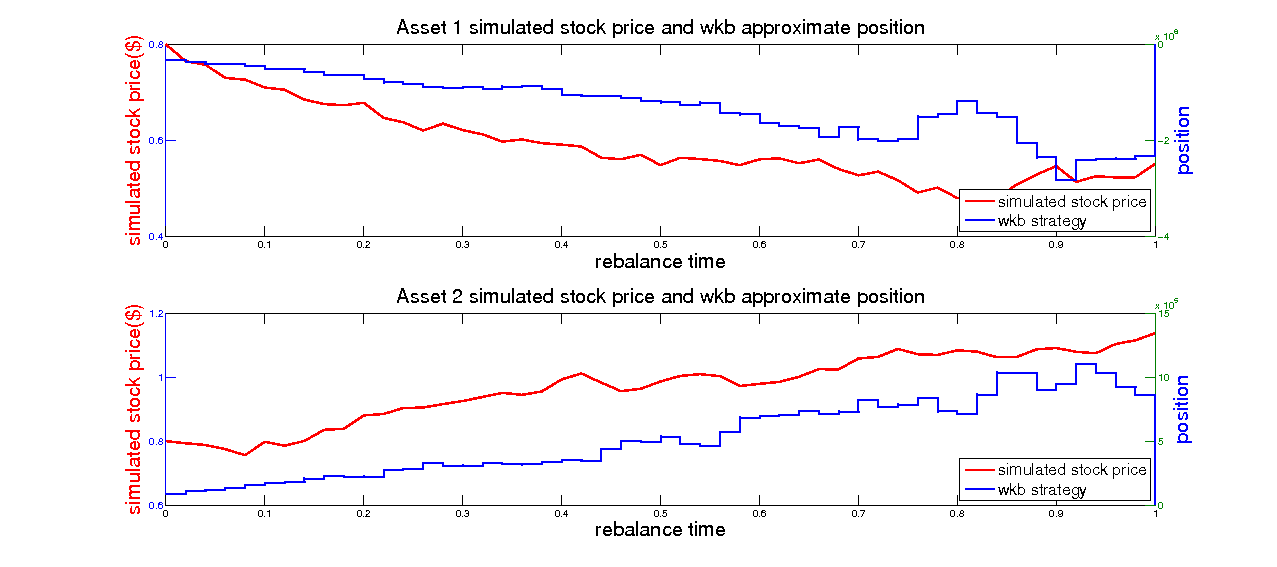 Asset 1 simulated stock price and wkb approximate position
simulated stock price($)
0.8
0.6
0.4
0
−2
−4
position
simulated stock price
wkb strategy
0 0.1 0.2 0.3 0.4 0.5 0.6 0.7 0.8 0.9 1
rebalance time
Asset 2 simulated stock price and wkb approximate position
simulated stock price($)
1.2
1
0.8
0.6
15
10
5
0
position
simulated stock price
wkb strategy
0 0.1 0.2 0.3 0.4 0.5 0.6 0.7 0.8 0.9 1
rebalance time